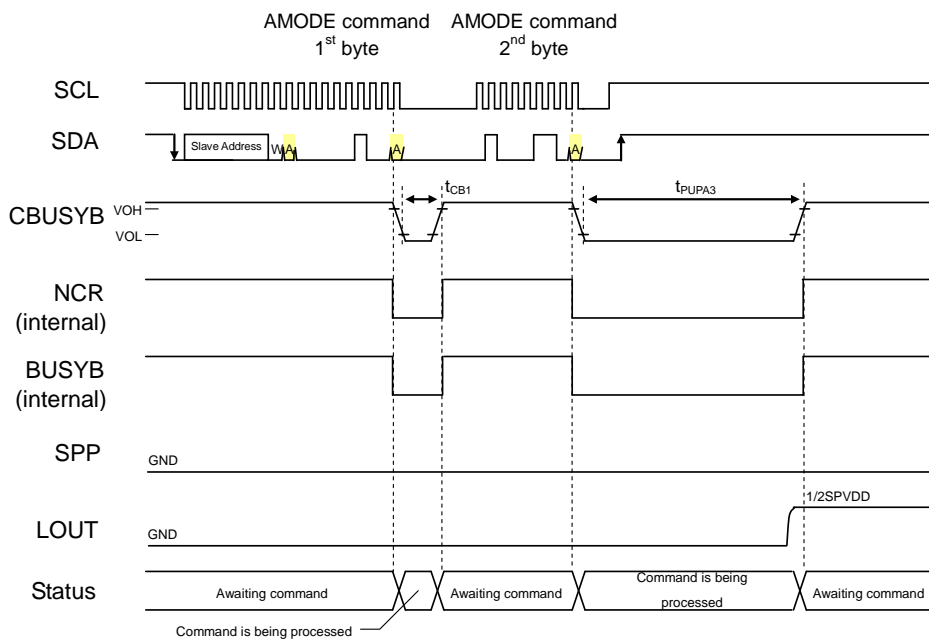 AMODE command
1st byte
AMODE command
2nd byte
SCL
SDA
Slave Address
W
A
A
A
CBUSYB
VOH
VOL
tCB1
tPUPA3
NCR
(internal)
BUSYB
(internal)
SPP
GND
LOUT
GND
1/2SPVDD
Status
Awaiting command
Awaiting command
Command is being
processed
Awaiting command
Command is being processed